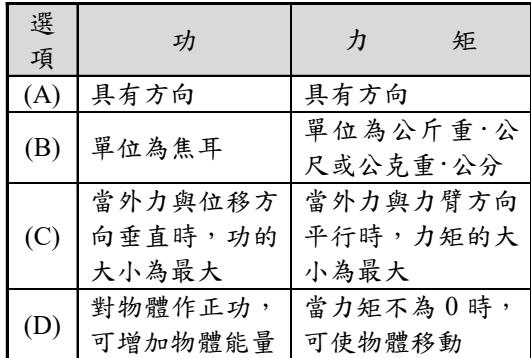 選項 功 力矩
(A) 具有方向 具有方向
(B) 單位為焦耳 單位為公斤重·公
尺或公克重·公分
(C) 當外力與位移方 當外力與力臂方向
向垂直時,功的 平行時,力矩的大
大小為最大 小為最大
(D) 對物體作正功, 當力矩不為 0 時,
可增加物體能量 可使物體移動